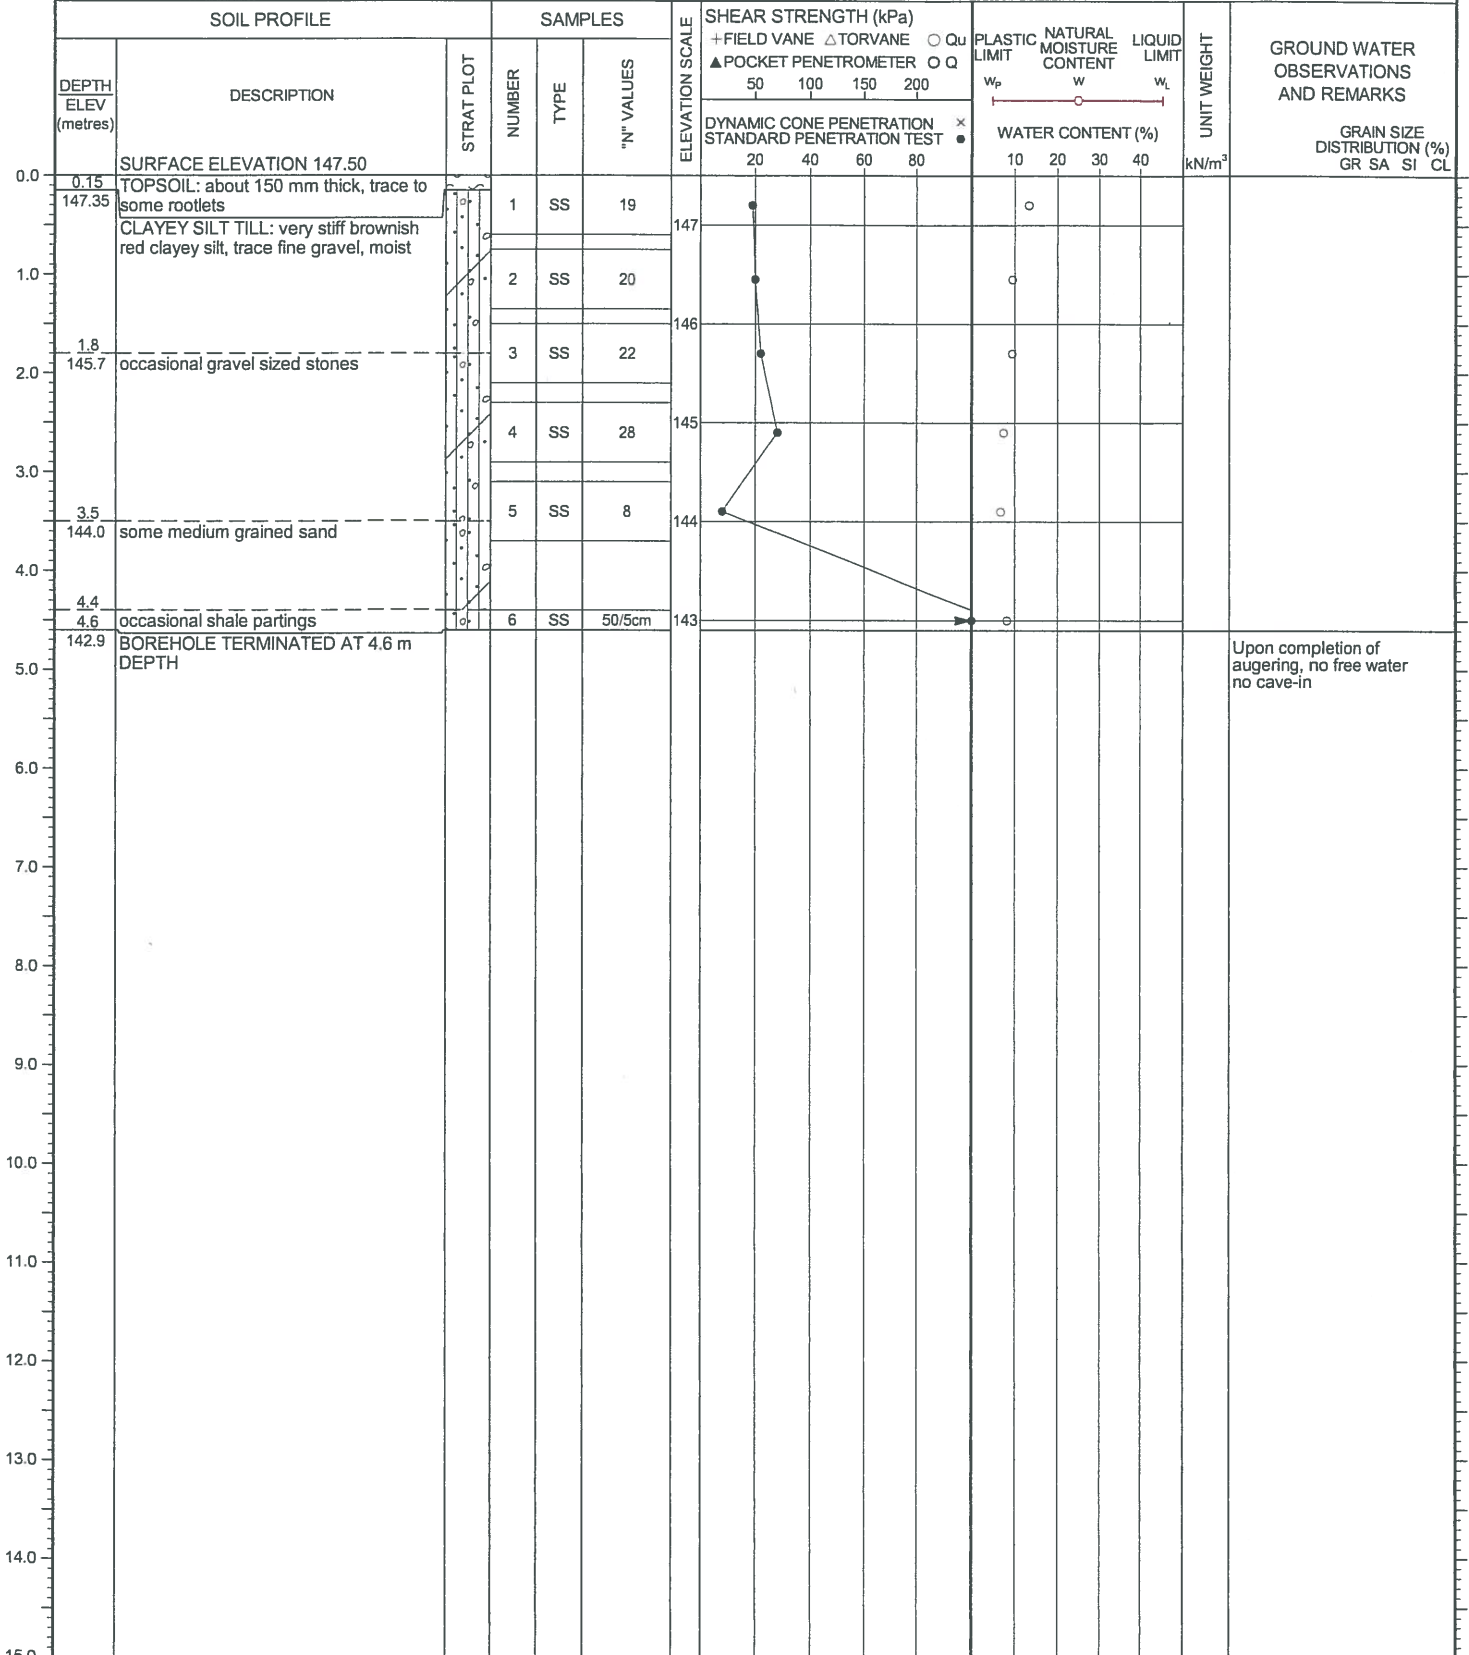 SOIL PROFILE
SAMPLES
DEPTH
ELEV
(metres)
DESCRIPTION
STRAT PLOT
NUMBER
TYPE
"N" VALUES
ELEVATION SCALE
SHEAR STRENGTH (kPa)
+FIELD VANE △TORVANE ○ Qu
▲POCKET PENETROMETER O Q
50 100 150 200
DYNAMIC CONE PENETRATION ×
STANDARD PENETRATION TEST ●
20 40 60 80
PLASTIC LIMIT
NATURAL MOISTURE CONTENT
LIQUID LIMIT
WP W WL
WATER CONTENT (%)
10 20 30 40
UNIT WEIGHT
kN/m³
GROUND WATER
OBSERVATIONS
AND REMARKS
GRAIN SIZE
DISTRIBUTION (%)
GR SA SI CL
SURFACE ELEVATION 147.50
0.0
0.15
147.35
TOPSOIL: about 150 mm thick, trace to
some rootlets
1 SS 19
147
CLAYEY SILT TILL: very stiff brownish
red clayey silt, trace fine gravel, moist
1.0
2 SS 20
146
1.8
145.7
occasional gravel sized stones
3 SS 22
2.0
145
4 SS 28
3.0
3.5
144.0
some medium grained sand
5 SS 8
144
4.0
4.4
4.6
occasional shale partings
6 SS 50/5cm
143
142.9
BOREHOLE TERMINATED AT 4.6 m
DEPTH
Upon completion of
augering, no free water
no cave-in
5.0
6.0
7.0
8.0
9.0
10.0
11.0
12.0
13.0
14.0
15.0